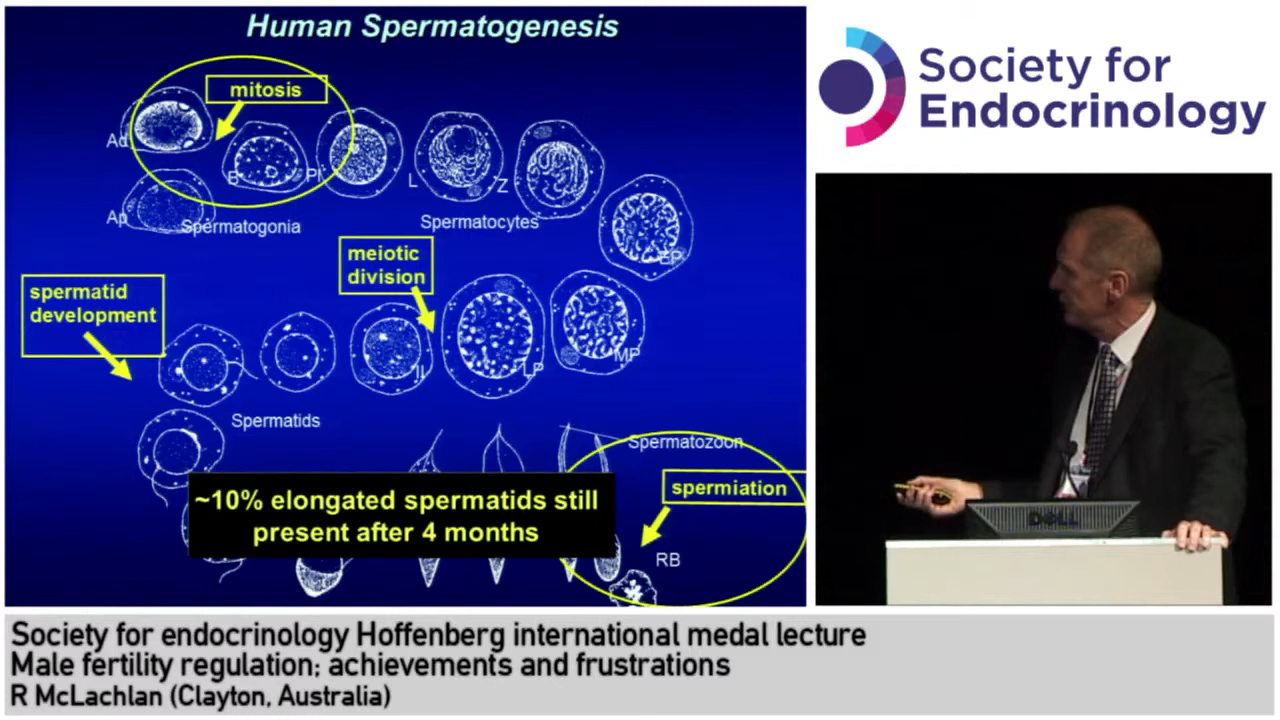 Human Spermatogenesis
mitosis
Ad
B
Pl
L
Z
Ap
Spermatogonia
Spermatocytes
EP
meiotic
division
spermatid
development
II
LP
MP
Spermatids
Spermatozoon
spermiation
~10% elongated spermatids still
present after 4 months
RB
Society for
Endocrinology
DELL
Society for endocrinology Hoffenberg international medal lecture
Male fertility regulation; achievements and frustrations
R McLachlan (Clayton, Australia)